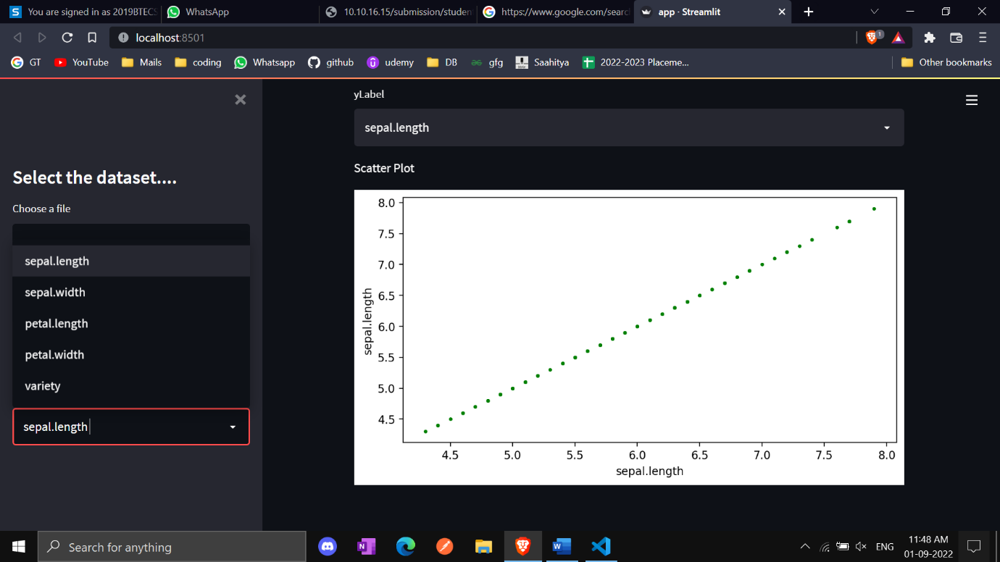 You are signed in as 2019BTECS
WhatsApp
10.10.16.15/submission/studen
https://www.google.com/searc
app · Streamlit
localhost:8501
1
GT
YouTube
Mails
coding
Whatsapp
github
udemy
DB
gfg
Saahitya
2022-2023 Placeme...
Other bookmarks
Select the dataset....
Choose a file
sepal.length
sepal.width
petal.length
petal.width
variety
sepal.length
yLabel
sepal.length
Scatter Plot
8.0
7.5
7.0
6.5
6.0
5.5
5.0
4.5
sepal.length
4.5 5.0 5.5 6.0 6.5 7.0 7.5 8.0
sepal.length
Search for anything
ENG
11:48 AM
01-09-2022